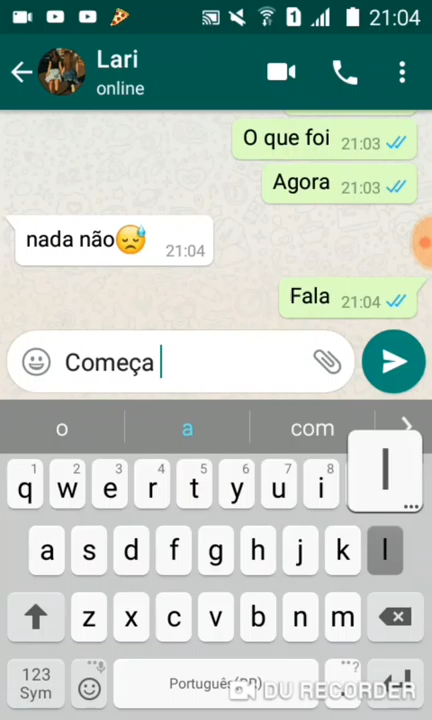 21:04
Lari
online
O que foi 21:03
Agora 21:03
nada não😓 21:04
Fala 21:04
Começa
o a com
l
q w e r t y u i
1 2 3 4 5 6 7 8
a s d f g h j k l
z x c v b n m
123
Sym
Português(BR)
DU RECORDER